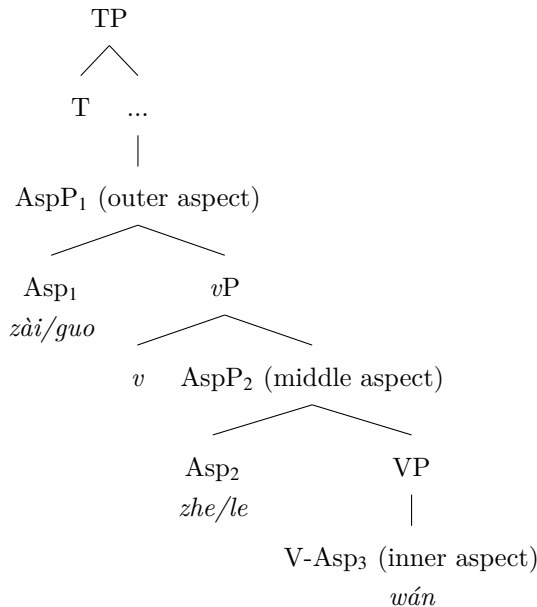 TP
T ...
AspP₁ (outer aspect)
Asp₁ vP
zài/guo
v AspP₂ (middle aspect)
Asp₂ VP
zhe/le
V-Asp₃ (inner aspect)
wán